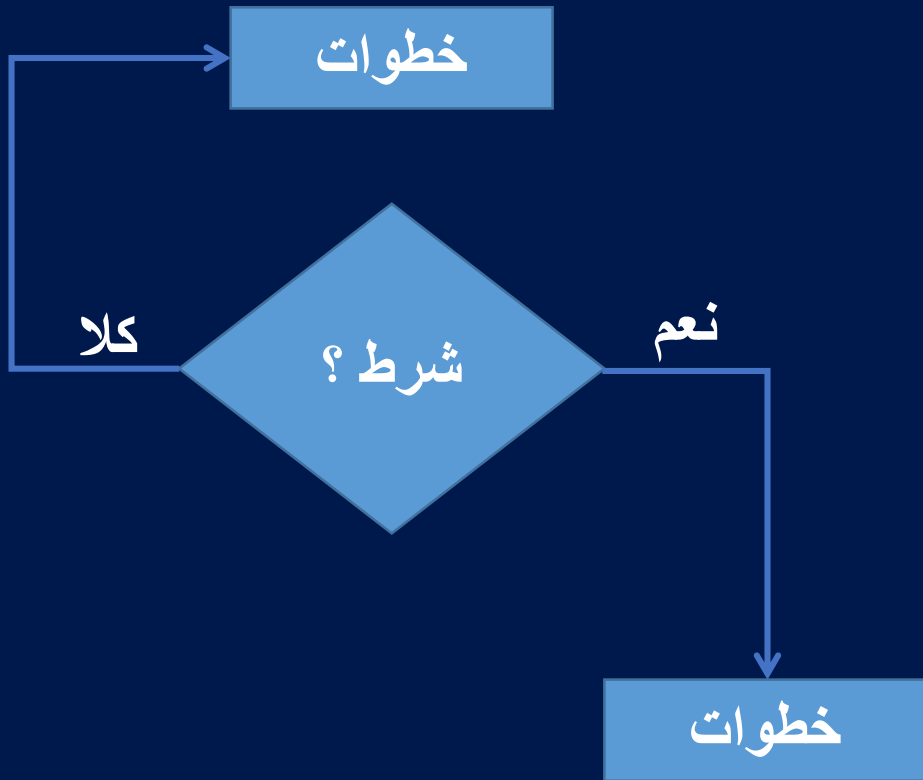 خطوات
نعم
كلا
شرط ؟
خطوات